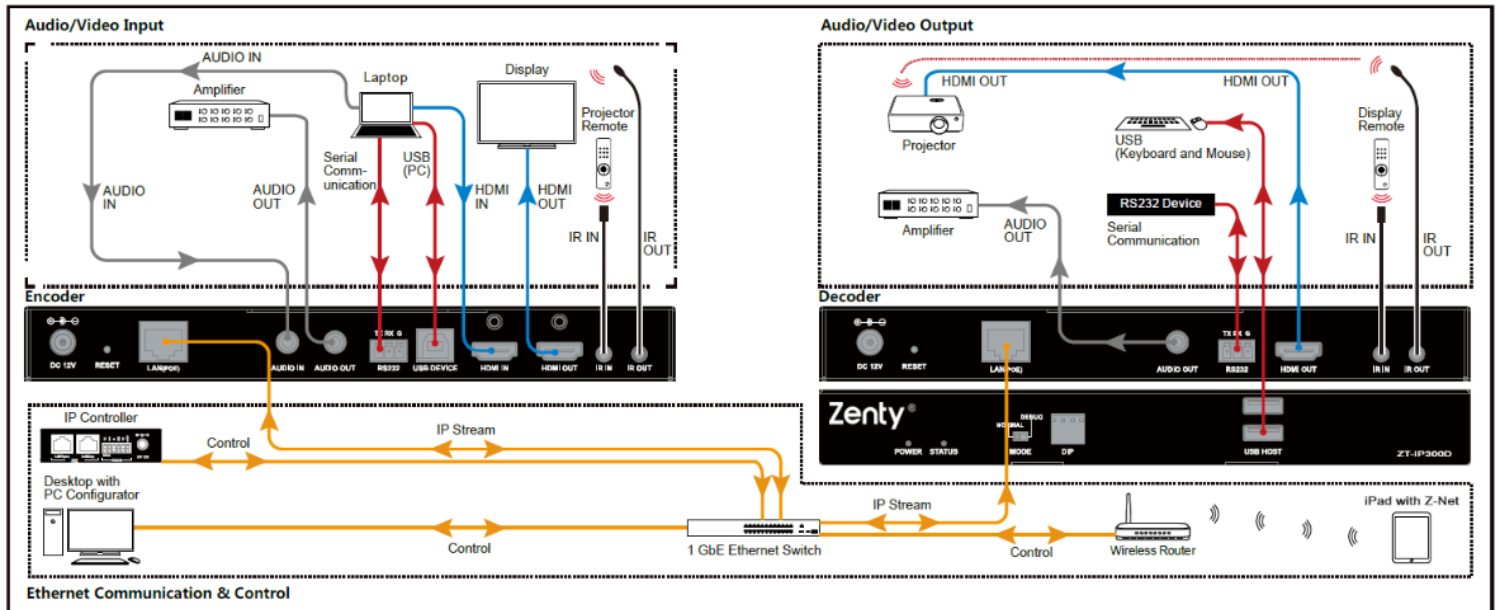 Audio/Video Input
AUDIO IN
Amplifier
Laptop
Display
Projector
Remote
Serial
Comm-
unication
USB
(PC)
AUDIO
IN
AUDIO
OUT
HDMI
IN
HDMI
OUT
IR IN
IR
OUT
Encoder
DC 12V
RESET
LAN(POE)
AUDIO IN
AUDIO OUT
TX RX G
RS232
USB DEVICE
HDMI IN
HDMI OUT
IR IN
IR OUT
Audio/Video Output
HDMI OUT
HDMI OUT
Projector
USB
(Keyboard and Mouse)
Display
Remote
Amplifier
AUDIO
OUT
RS232 Device
Serial
Communication
IR IN
IR
OUT
Decoder
DC 12V
RESET
LAN(POE)
AUDIO OUT
TX RX G
RS232
HDMI OUT
IR IN
IR OUT
Zenty®
POWER
STATUS
NORMAL
DEBUG
MODE
DIP
USB HOST
ZT-IP300D
IP Controller
Control
IP Stream
Desktop with
PC Configurator
Control
1 GbE Ethernet Switch
IP Stream
Control
Wireless Router
iPad with Z-Net
Ethernet Communication & Control